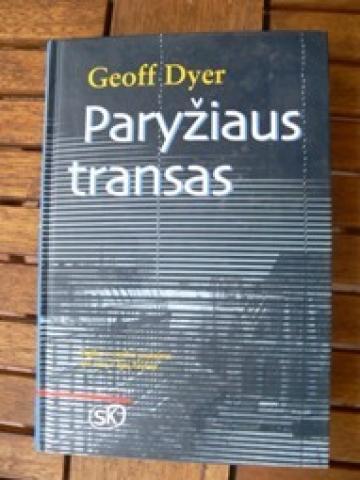 Geoff Dyer
Paryžiaus
transas
SK